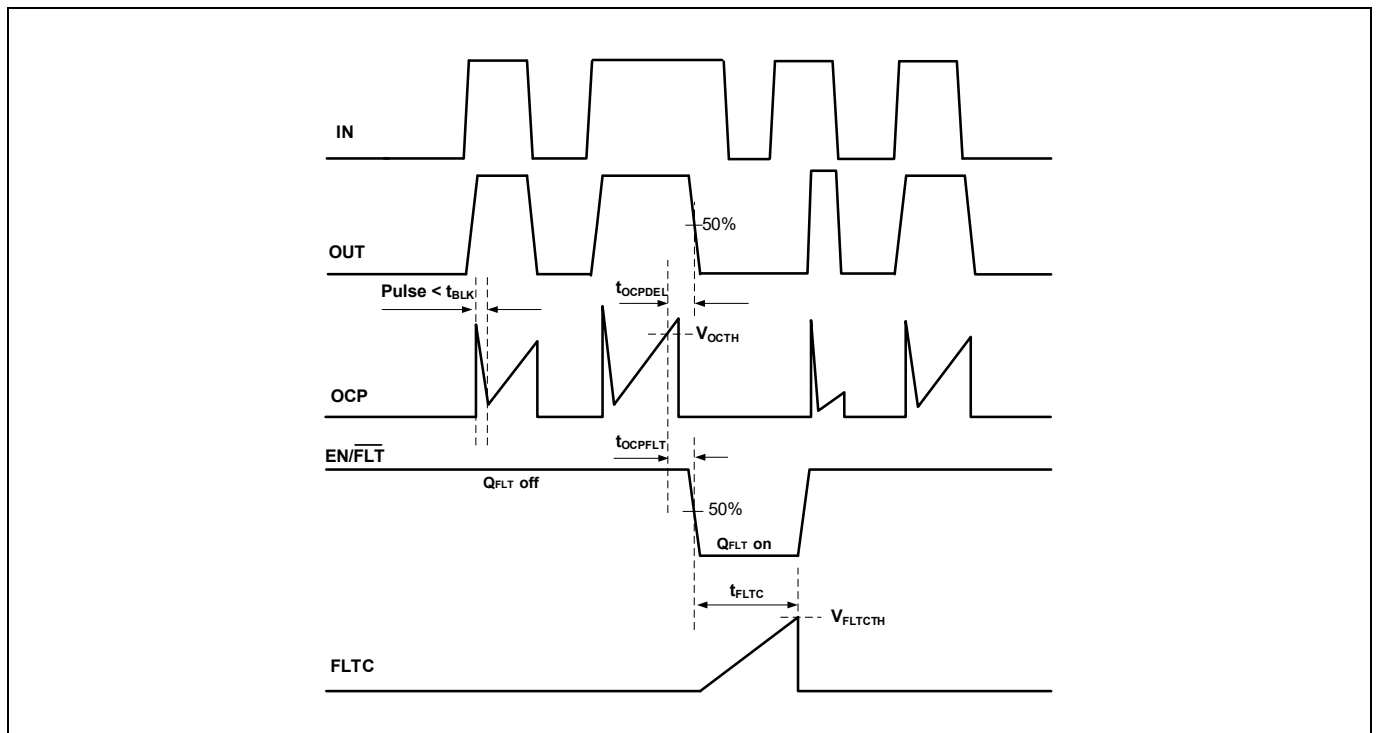 IN
50%
OUT
Pulse < tBLK
tOCPDEL
VOCTH
OCP
tOCPFLT
EN/FLT
QFLT off
50%
QFLT on
tFLTC
VFLTCTH
FLTC